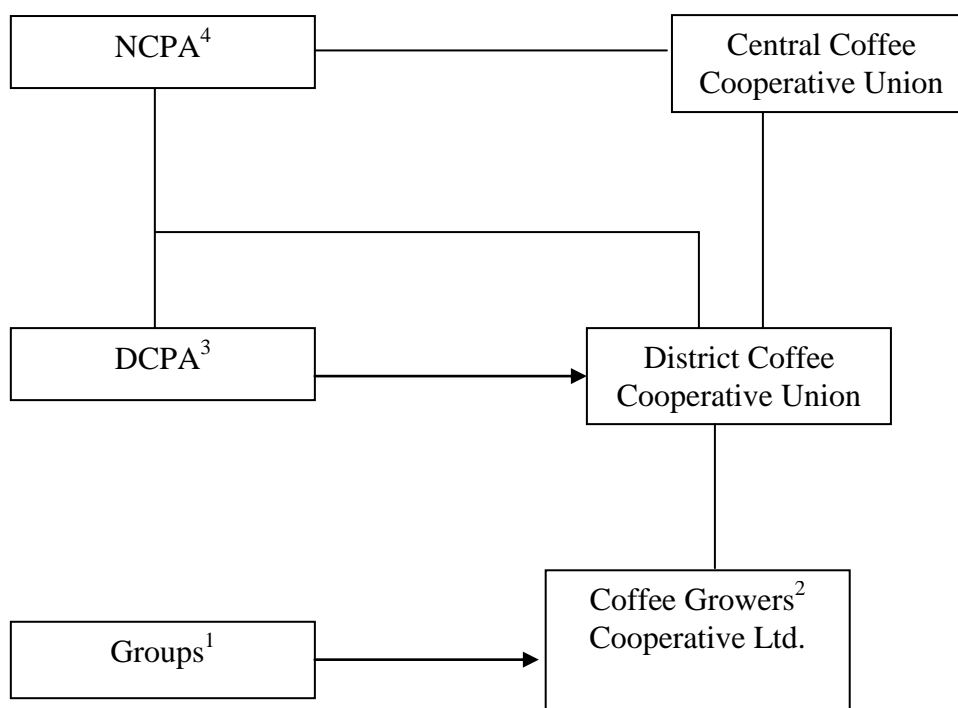 NCPA⁴
Central Coffee
Cooperative Union
DCPA³
District Coffee
Cooperative Union
Coffee Growers²
Cooperative Ltd.
Groups¹